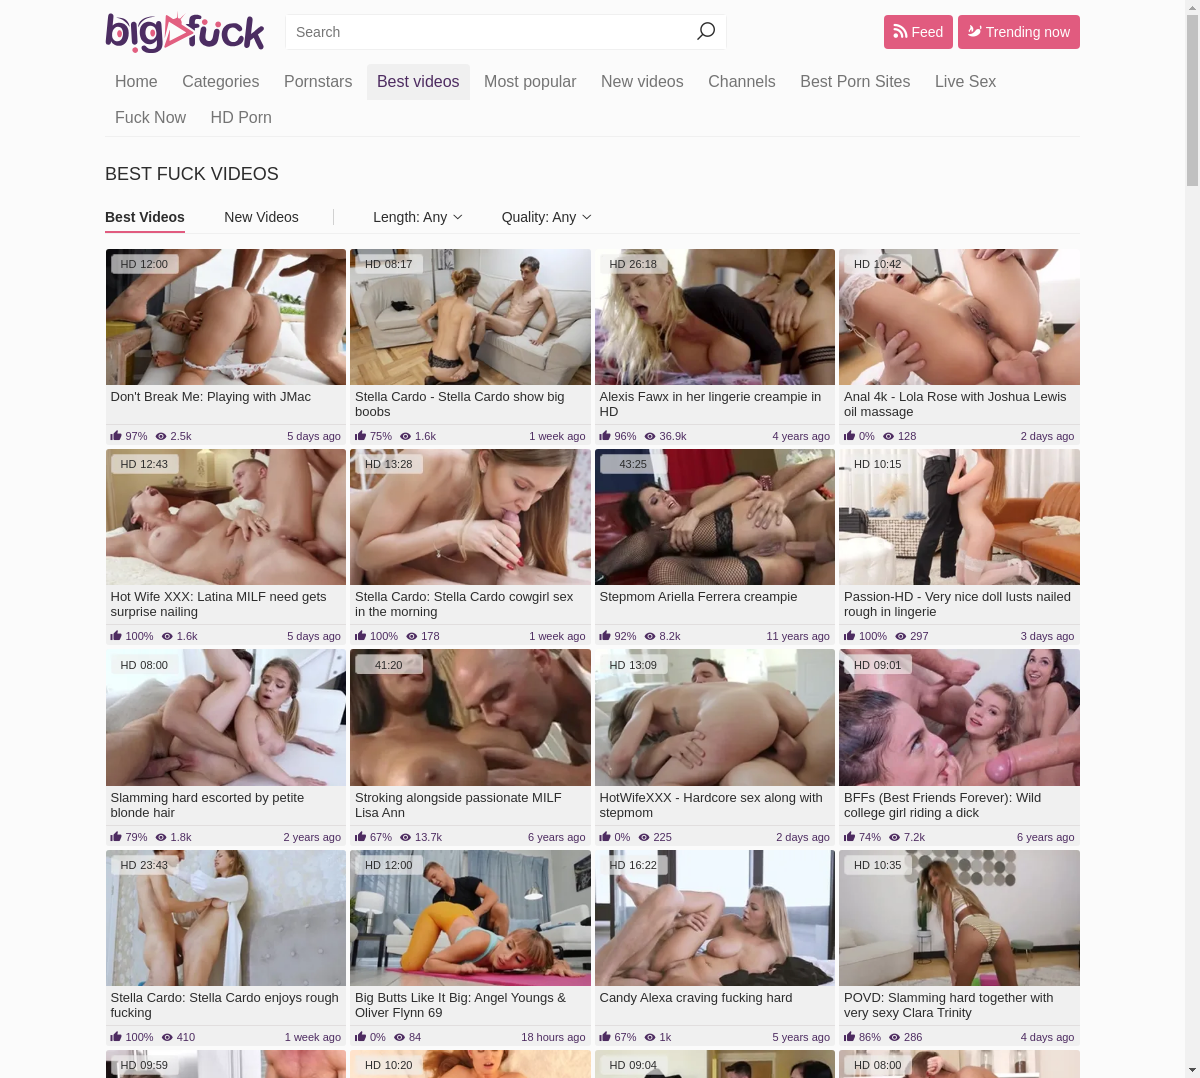 big fuck
Search
Feed
Trending now
Home Categories Pornstars Best videos Most popular New videos Channels Best Porn Sites Live Sex
Fuck Now HD Porn
BEST FUCK VIDEOS
Best Videos New Videos Length: Any Quality: Any
HD 12:00
Don't Break Me: Playing with JMac
97% 2.5k 5 days ago
HD 08:17
Stella Cardo - Stella Cardo show big
boobs
75% 1.6k 1 week ago
HD 26:18
Alexis Fawx in her lingerie creampie in
HD
96% 36.9k 4 years ago
HD 10:42
Anal 4k - Lola Rose with Joshua Lewis
oil massage
0% 128 2 days ago
HD 12:43
Hot Wife XXX: Latina MILF need gets
surprise nailing
100% 1.6k 5 days ago
HD 13:28
Stella Cardo: Stella Cardo cowgirl sex
in the morning
100% 178 1 week ago
43:25
Stepmom Ariella Ferrera creampie
92% 8.2k 11 years ago
HD 10:15
Passion-HD - Very nice doll lusts nailed
rough in lingerie
100% 297 3 days ago
HD 08:00
Slamming hard escorted by petite
blonde hair
79% 1.8k 2 years ago
41:20
Stroking alongside passionate MILF
Lisa Ann
67% 13.7k 6 years ago
HD 13:09
HotWifeXXX - Hardcore sex along with
stepmom
0% 225 2 days ago
HD 09:01
BFFs (Best Friends Forever): Wild
college girl riding a dick
74% 7.2k 6 years ago
HD 23:43
Stella Cardo: Stella Cardo enjoys rough
fucking
100% 410 1 week ago
HD 12:00
Big Butts Like It Big: Angel Youngs &
Oliver Flynn 69
0% 84 18 hours ago
HD 16:22
Candy Alexa craving fucking hard
67% 1k 5 years ago
HD 10:35
POVD: Slamming hard together with
very sexy Clara Trinity
86% 286 4 days ago
HD 09:59
HD 10:20
HD 09:04
HD 08:00